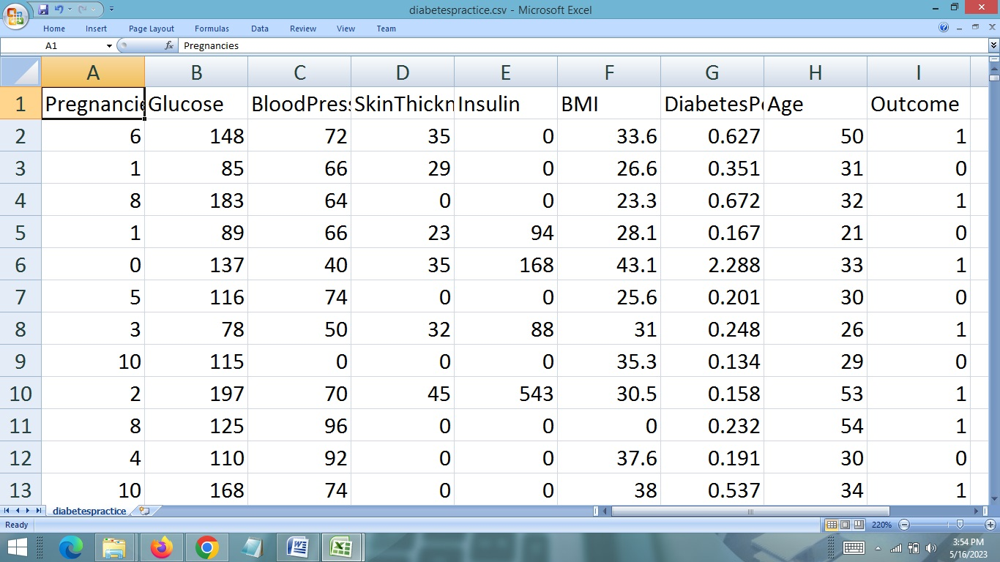 diabetespractice.csv - Microsoft Excel
Home Insert Page Layout Formulas Data Review View Team
A1 fx Pregnancies
A B C D E F G H I
1 Pregnancie Glucose BloodPress SkinThickn Insulin BMI DiabetesPe Age Outcome
2 6 148 72 35 0 33.6 0.627 50 1
3 1 85 66 29 0 26.6 0.351 31 0
4 8 183 64 0 0 23.3 0.672 32 1
5 1 89 66 23 94 28.1 0.167 21 0
6 0 137 40 35 168 43.1 2.288 33 1
7 5 116 74 0 0 25.6 0.201 30 0
8 3 78 50 32 88 31 0.248 26 1
9 10 115 0 0 0 35.3 0.134 29 0
10 2 197 70 45 543 30.5 0.158 53 1
11 8 125 96 0 0 0 0.232 54 1
12 4 110 92 0 0 37.6 0.191 30 0
13 10 168 74 0 0 38 0.537 34 1
diabetespractice
Ready 220%
3:54 PM
5/16/2023